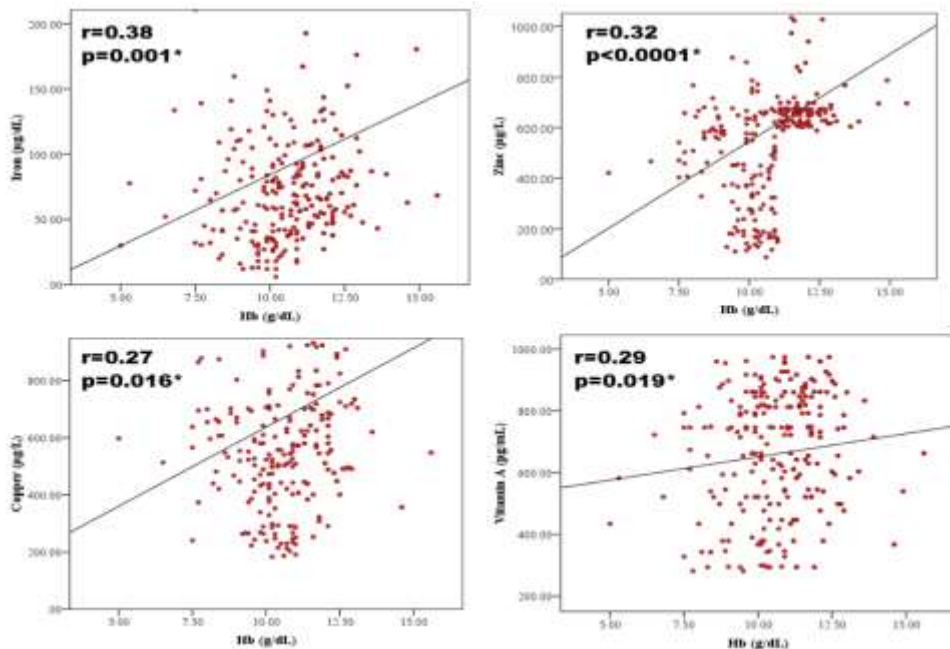 r=0.38
p=0.001*
200.00
150.00
100.00
50.00
.00
Iron (µg/dL)
5.00 7.50 10.00 12.50 15.00
Hb (g/dL)
r=0.32
p<0.0001*
1000.00
800.00
600.00
400.00
200.00
.00
Zinc (µg/L)
5.00 7.50 10.00 12.50 15.00
Hb (g/dL)
r=0.27
p=0.016*
800.00
600.00
400.00
200.00
.00
Copper (µg/L)
5.00 7.50 10.00 12.50 15.00
Hb (g/dL)
r=0.29
p=0.019*
1000.00
800.00
600.00
400.00
200.00
Vitamin A (pg/mL)
5.00 7.50 10.00 12.50 15.00
Hb (g/dL)